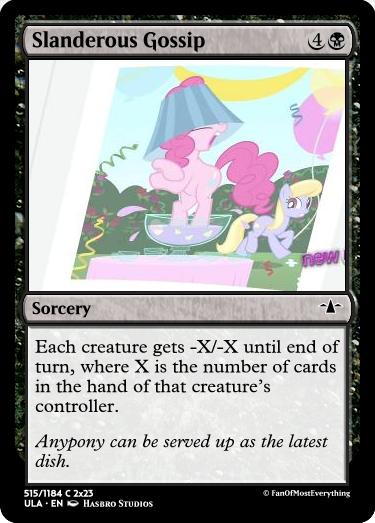 Slanderous Gossip 4
new
Sorcery
Each creature gets -X/-X until end of
turn, where X is the number of cards
in the hand of that creature's
controller.
Anypony can be served up as the latest
dish.
515/1184 C 2x23
ULA • EN Hasbro Studios
© FanOfMostEverything